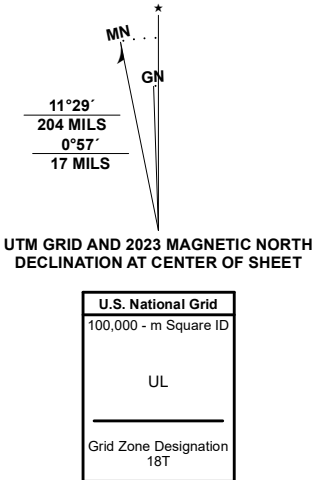 MN
GN
11°29´
204 MILS
0°57´
17 MILS
UTM GRID AND 2023 MAGNETIC NORTH
DECLINATION AT CENTER OF SHEET
U.S. National Grid
100,000 - m Square ID
UL
Grid Zone Designation
18T